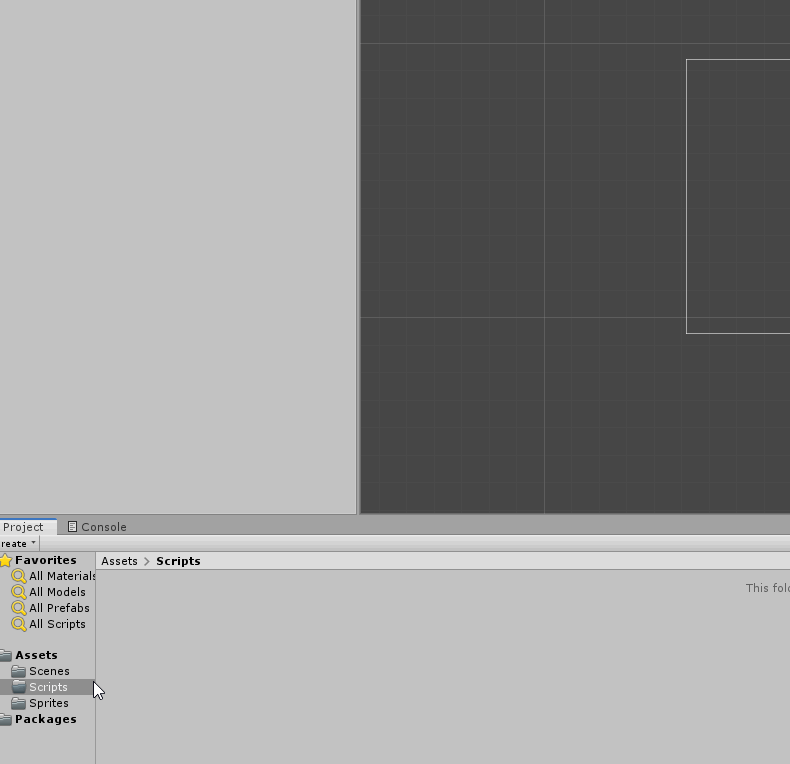 Project Console
reate
Favorites Assets > Scripts
All Materials
This fol
All Models
All Prefabs
All Scripts
Assets
Scenes
Scripts
Sprites
Packages